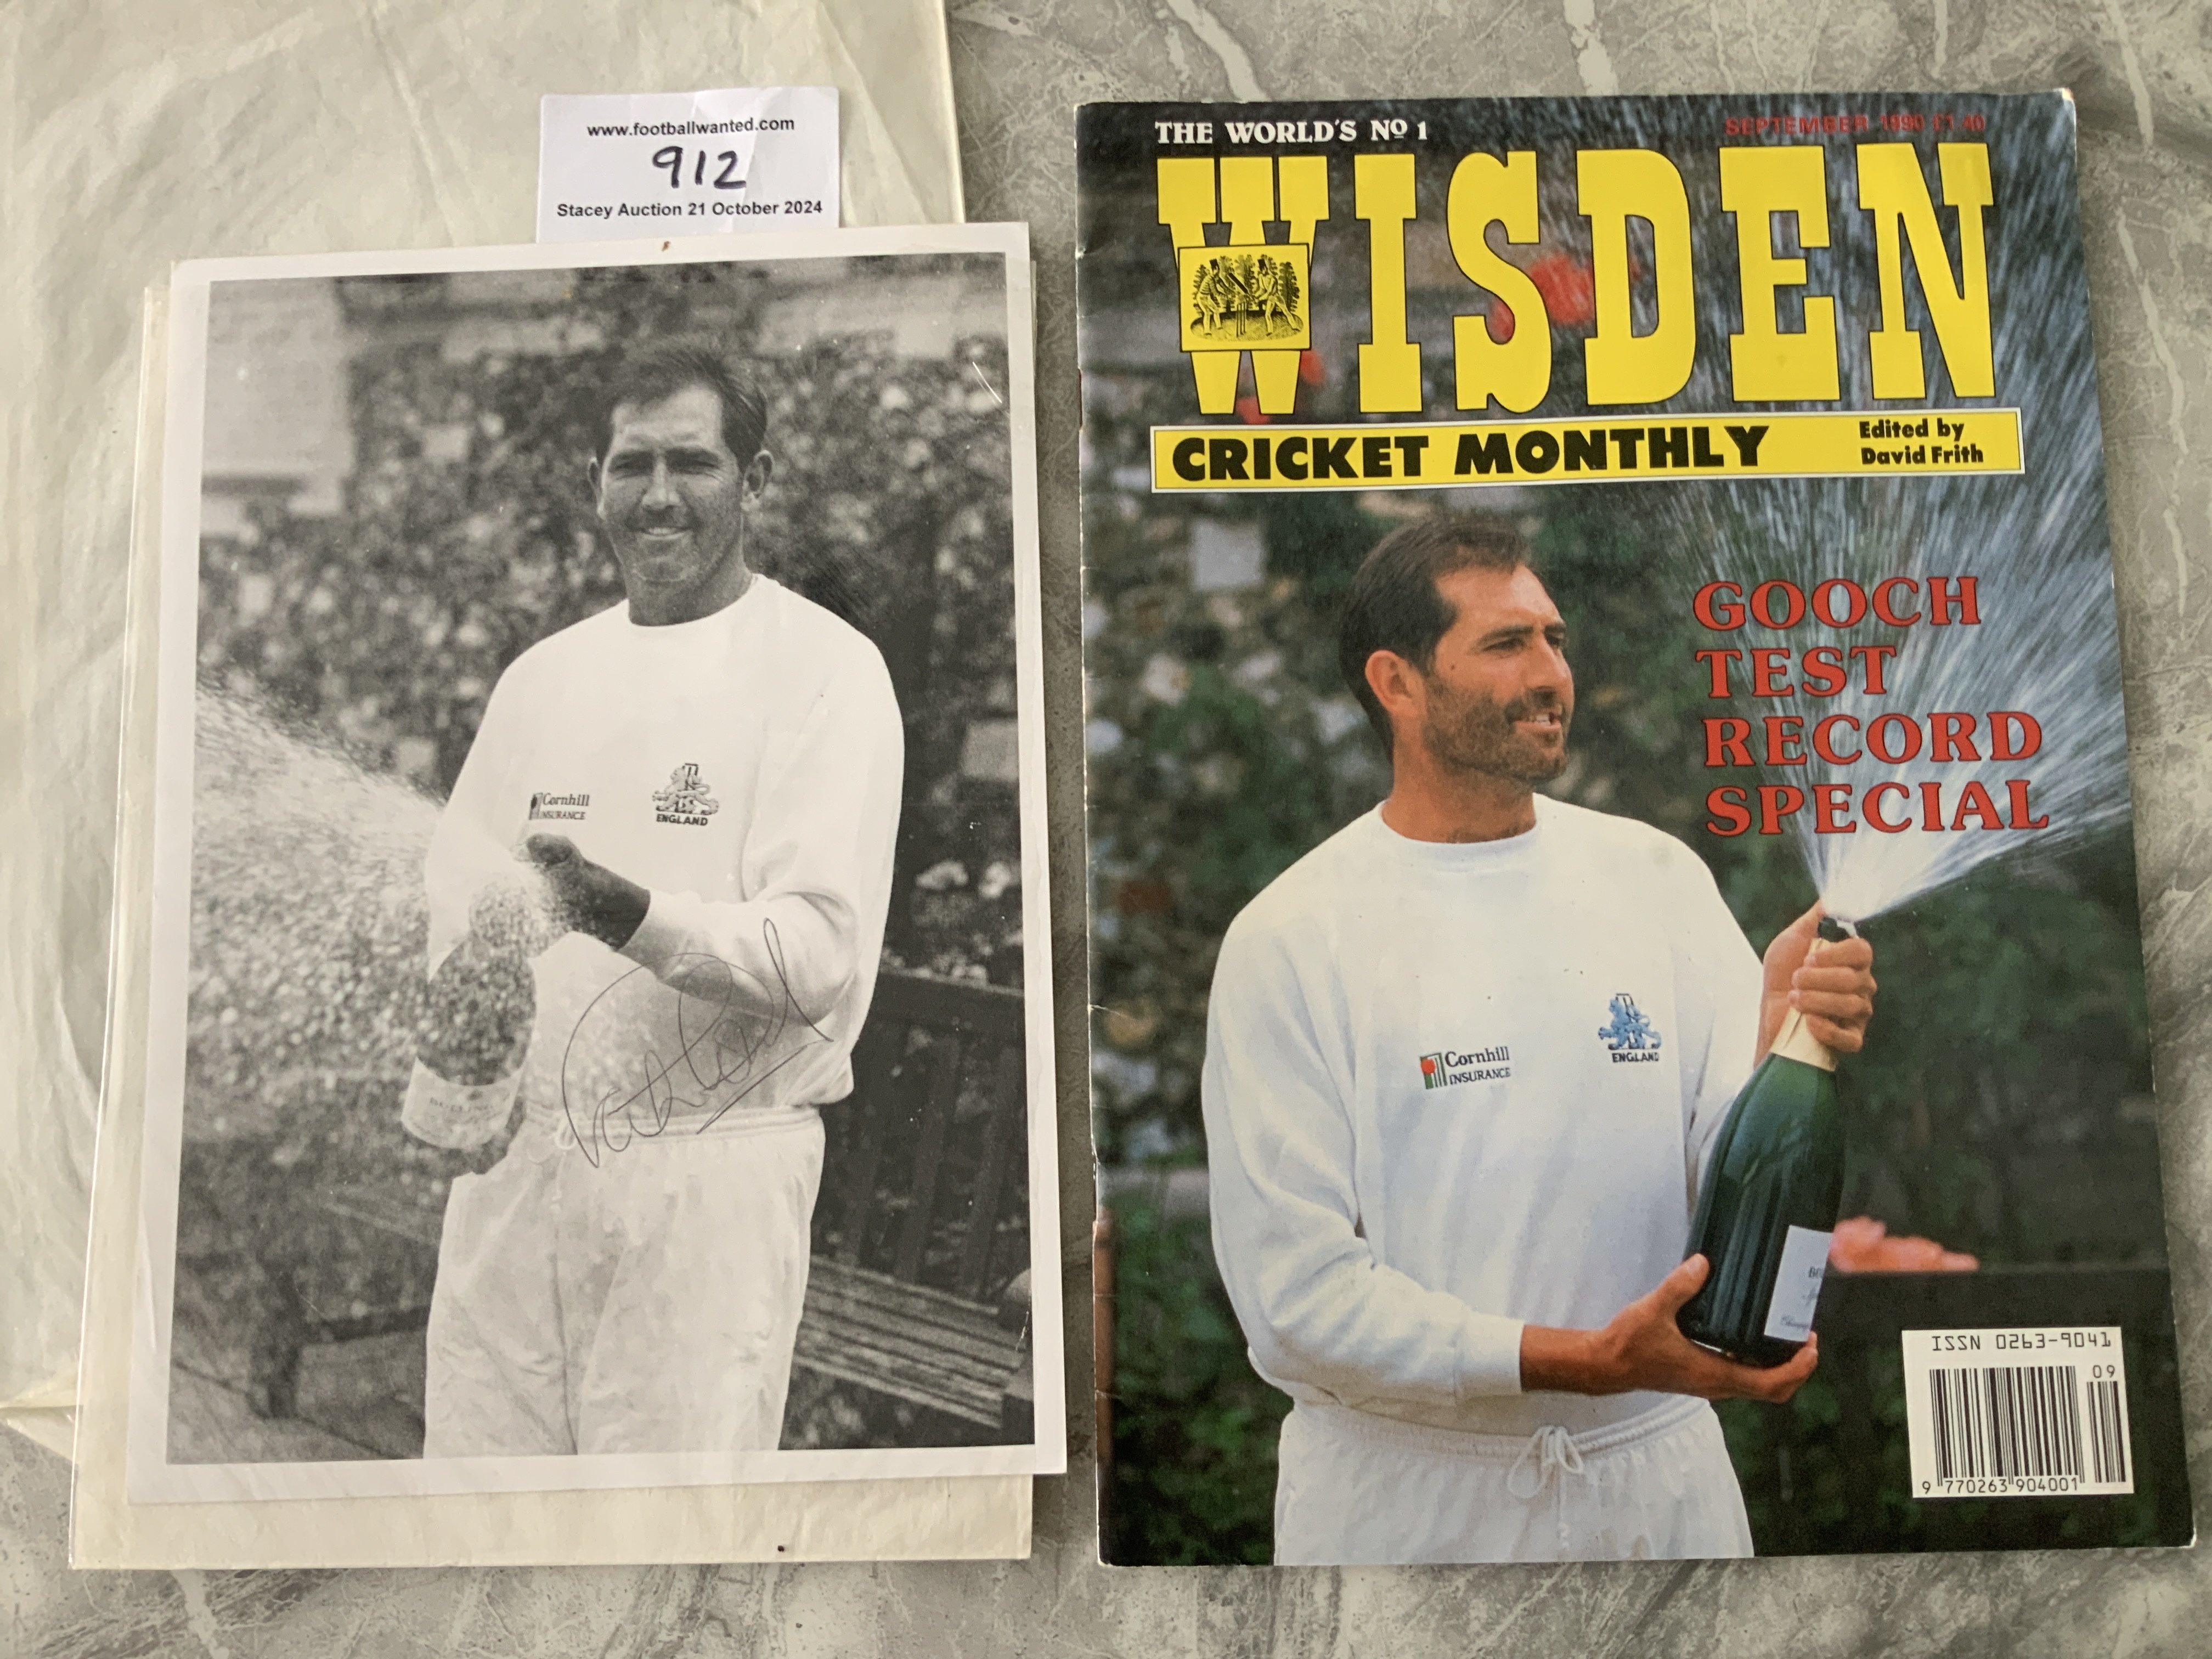 www.footballwanted.com
912
Stacey Auction 21 October 2024
Cornhill
INSURANCE
ENGLAND
THE WORLD'S Nº 1
SEPTEMBER 1990 £1.40
WISDEN
CRICKET MONTHLY
Edited by
David Frith
GOOCH
TEST
RECORD
SPECIAL
Cornhill
INSURANCE
ENGLAND
ISSN 0263-9041
09
9 770263 904001